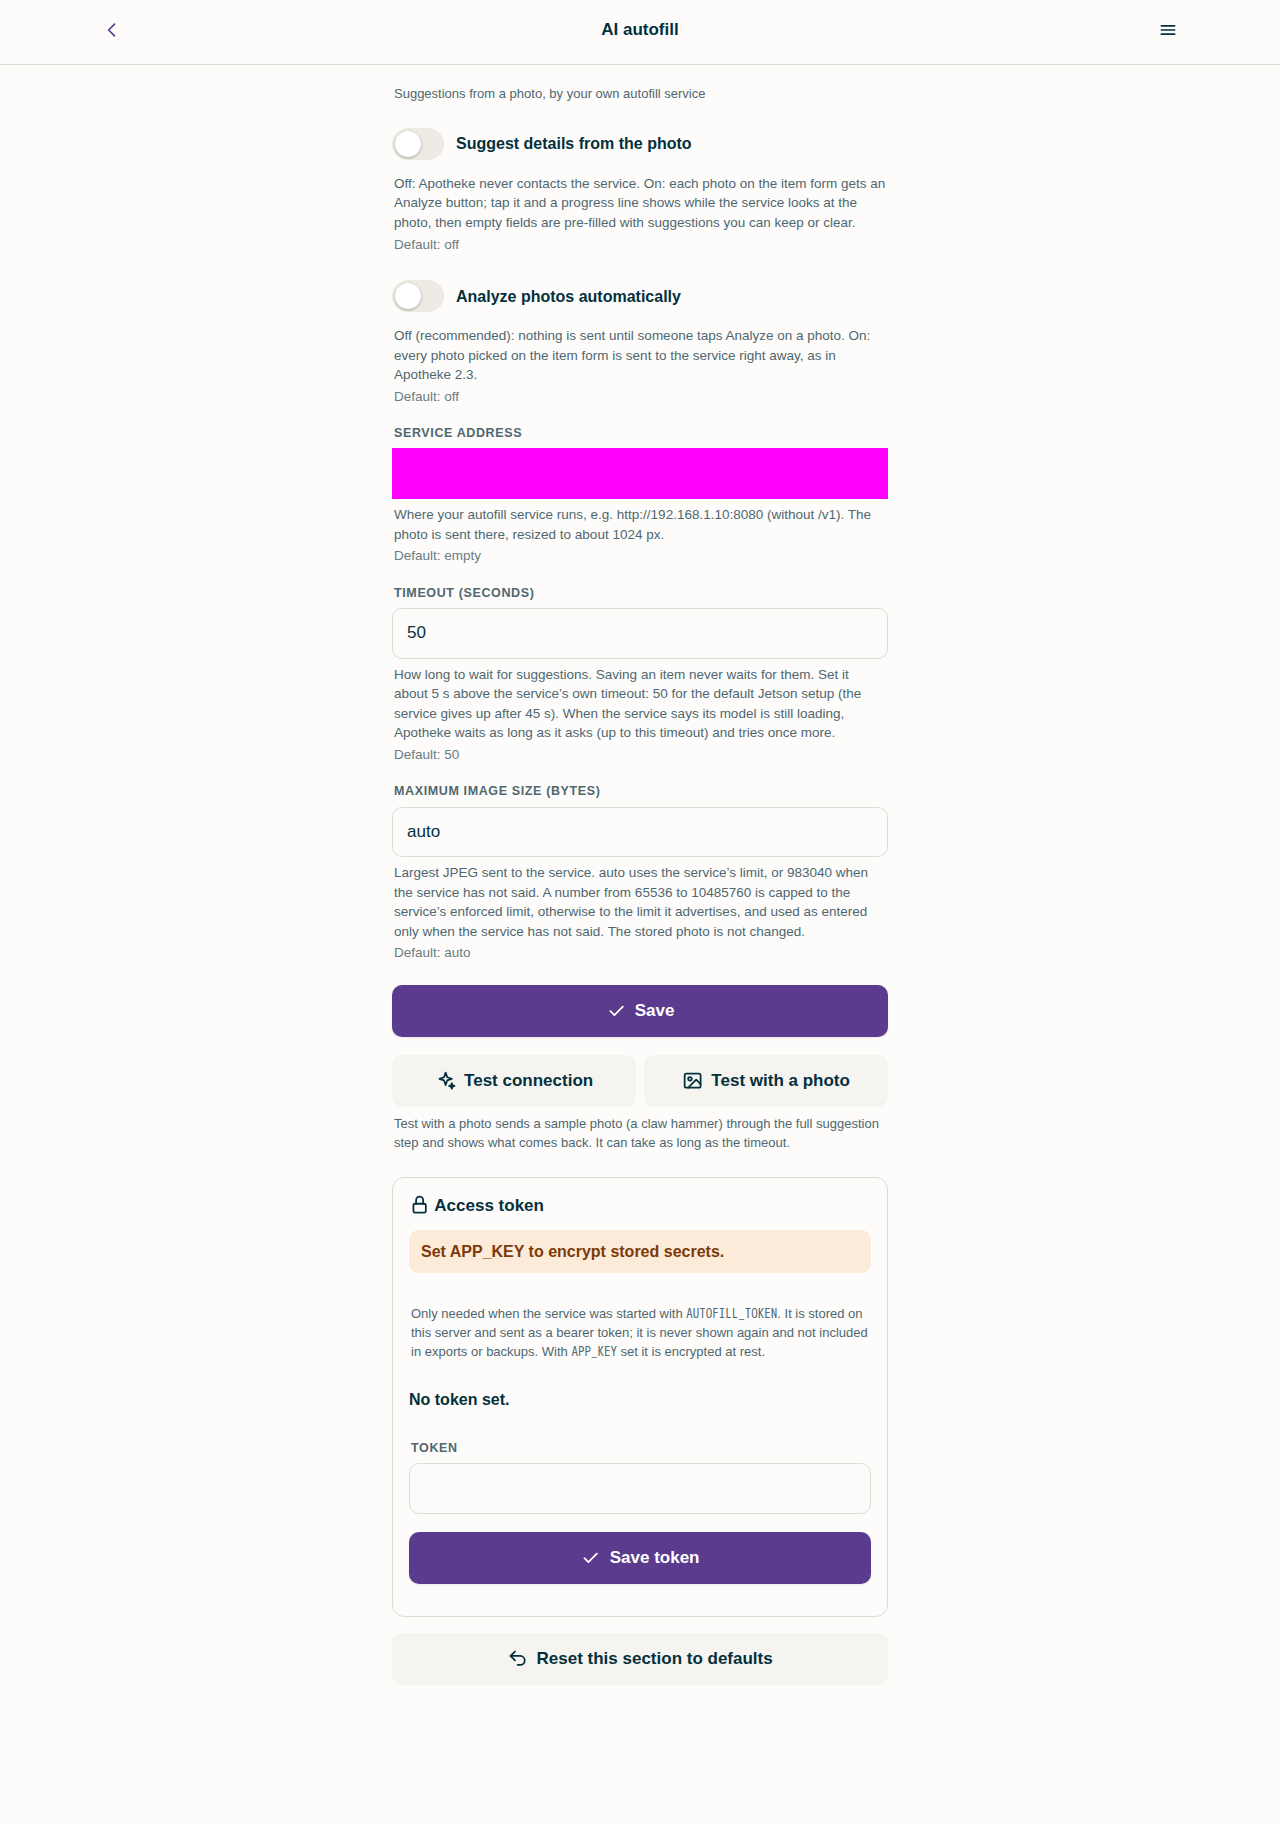 AI autofill
Suggestions from a photo, by your own autofill service
Suggest details from the photo
Off: Apotheke never contacts the service. On: each photo on the item form gets an
Analyze button; tap it and a progress line shows while the service looks at the
photo, then empty fields are pre-filled with suggestions you can keep or clear.
Default: off
Analyze photos automatically
Off (recommended): nothing is sent until someone taps Analyze on a photo. On:
every photo picked on the item form is sent to the service right away, as in
Apotheke 2.3.
Default: off
SERVICE ADDRESS
Where your autofill service runs, e.g. http://192.168.1.10:8080 (without /v1). The
photo is sent there, resized to about 1024 px.
Default: empty
TIMEOUT (SECONDS)
50
How long to wait for suggestions. Saving an item never waits for them. Set it
about 5 s above the service's own timeout: 50 for the default Jetson setup (the
service gives up after 45 s). When the service says its model is still loading,
Apotheke waits as long as it asks (up to this timeout) and tries once more.
Default: 50
MAXIMUM IMAGE SIZE (BYTES)
auto
Largest JPEG sent to the service. auto uses the service's limit, or 983040 when
the service has not said. A number from 65536 to 10485760 is capped to the
service's enforced limit, otherwise to the limit it advertises, and used as entered
only when the service has not said. The stored photo is not changed.
Default: auto
Save
Test connection
Test with a photo
Test with a photo sends a sample photo (a claw hammer) through the full suggestion
step and shows what comes back. It can take as long as the timeout.
Access token
Set APP_KEY to encrypt stored secrets.
Only needed when the service was started with AUTOFILL_TOKEN. It is stored on
this server and sent as a bearer token; it is never shown again and not included
in exports or backups. With APP_KEY set it is encrypted at rest.
No token set.
TOKEN
Save token
Reset this section to defaults